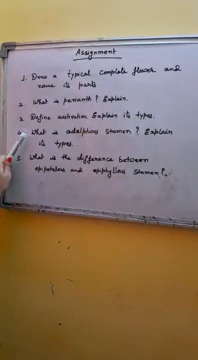 Assignment
1. Draw a typical complete flower and
name its parts
2. What is perianth? Explain.
3. Define aestivation. Explain its types.
4. What is adelphous stamen? Explain
its types.
5. What is the difference between
epipetalous and epiphyllous stamen?